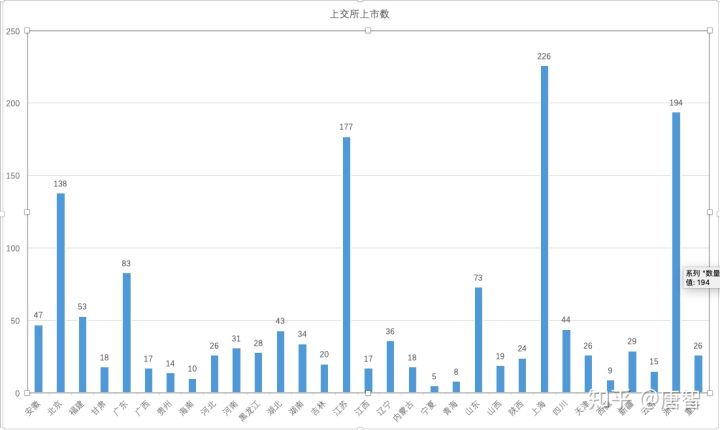 上交所上市数
250
200
150
100
50
0
47
138
53
18
83
17
14
10
26
31
28
43
34
20
177
17
36
18
5
8
73
19
24
226
44
26
9
29
15
194
26
安徽
北京
福建
甘肃
广东
广西
贵州
海南
河北
河南
黑龙江
湖北
湖南
吉林
江苏
江西
辽宁
内蒙古
宁夏
青海
山东
山西
陕西
上海
四川
天津
新疆
系列 "数量
值: 194
知乎 @唐智